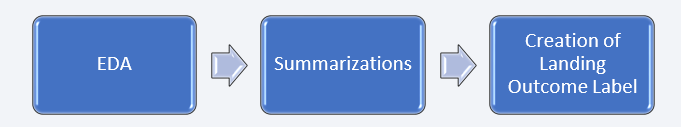 EDA
Summarizations
Creation of
Landing
Outcome Label